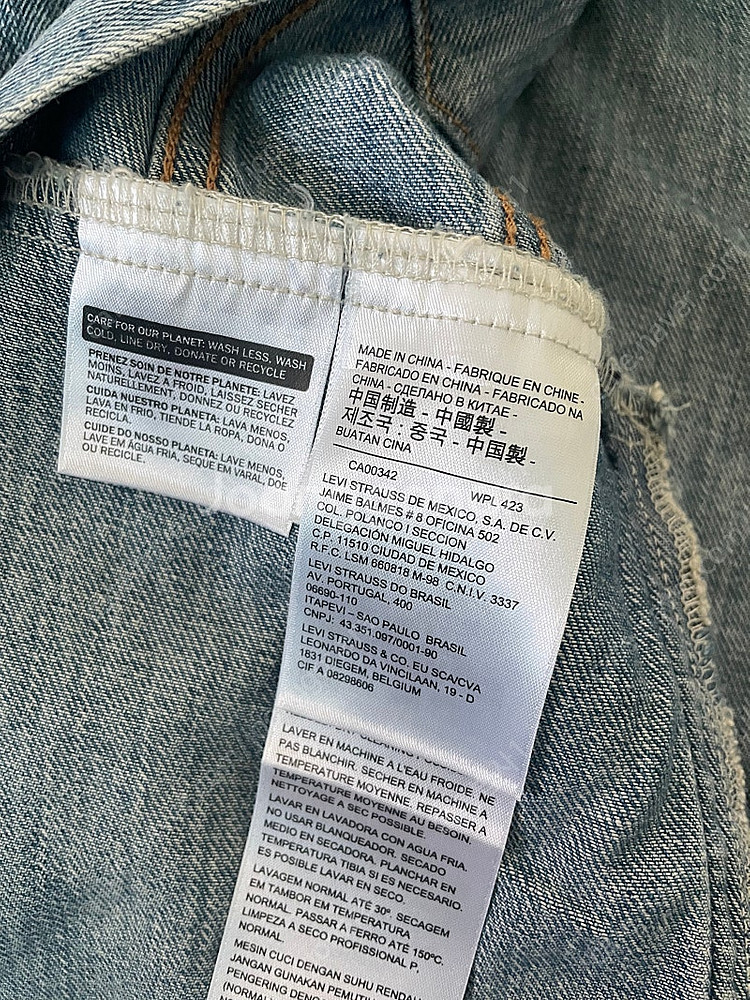 CARE FOR OUR PLANET: WASH LESS, WASH
COLD, LINE DRY, DONATE OR RECYCLE
PRENEZ SOIN DE NOTRE PLANETE: LAVEZ
MOINS, LAVEZ A FROID, LAISSEZ SECHER
NATURELLEMENT, DONNEZ OU RECYCLEZ
CUIDA NUESTRO PLANETA: LAVA MENOS,
LAVA EN FRIO, TIENDE LA ROPA, DONA O
RECICLA.
CUIDE DO NOSSO PLANETA: LAVE MENOS,
LAVE EM AGUA FRIA, SEQUE EM VARAL, DOE
OU RECICLE.
MADE IN CHINA - FABRIQUE EN CHINE -
FABRICADO EN CHINA - FABRICADO NA
CHINA - СДЕЛАНО В КИТАЕ -
中国制造 - 中國製 -
제조국 : 중국 - 中国製 -
BUATAN CINA
CA00342 WPL 423
LEVI STRAUSS DE MEXICO, S.A. DE C.V.
JAIME BALMES # 8 OFICINA 502
COL. POLANCO I SECCION
DELEGACIÓN MIGUEL HIDALGO
C.P. 11510 CIUDAD DE MEXICO
R.F.C. LSM 660818 M-98 C.N.I.V. 3337
LEVI STRAUSS DO BRASIL
AV. PORTUGAL, 400
06690-110
ITAPEVI – SAO PAULO BRASIL
CNPJ: 43.351.097/0001-90
LEVI STRAUSS & CO. EU SCA/CVA
LEONARDO DA VINCILAAN, 19 - D
1831 DIEGEM, BELGIUM
CIF A 08298606
LAVER EN MACHINE A L'EAU FROIDE. NE
PAS BLANCHIR. SECHER EN MACHINE A
TEMPERATURE MOYENNE. REPASSER A
TEMPERATURE MOYENNE AU BESOIN.
NETTOYAGE A SEC POSSIBLE.
LAVAR EN LAVADORA CON AGUA FRIA.
NO USAR BLANQUEADOR. SECADO
MEDIO EN SECADORA. PLANCHAR EN
TEMPERATURA TIBIA SI ES NECESARIO.
ES POSIBLE LAVAR EN SECO.
LAVAGEM NORMAL ATÉ 30º. SECAGEM
EM TAMBOR EM TEMPERATURA
NORMAL. PASSAR A FERRO ATÉ 150ºC.
LIMPEZA A SECO PROFISSIONAL P,
NORMAL.
MESIN CUCI DENGAN SUHU RENDAH
JANGAN GUNAKAN PEMUTIH
PENGERING DENGAN